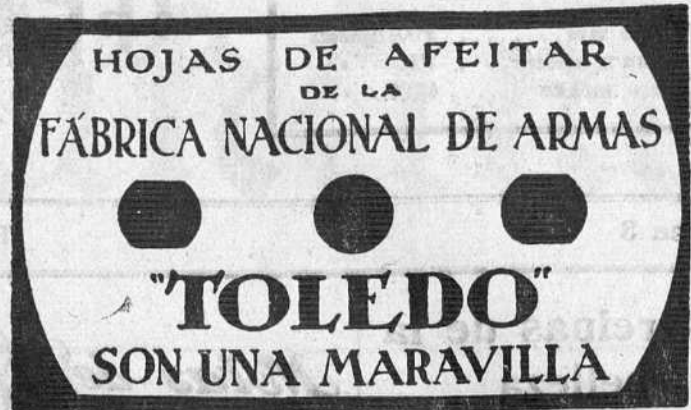 HOJAS DE AFEITAR
DE LA
FÁBRICA NACIONAL DE ARMAS
"TOLEDO"
SON UNA MARAVILLA